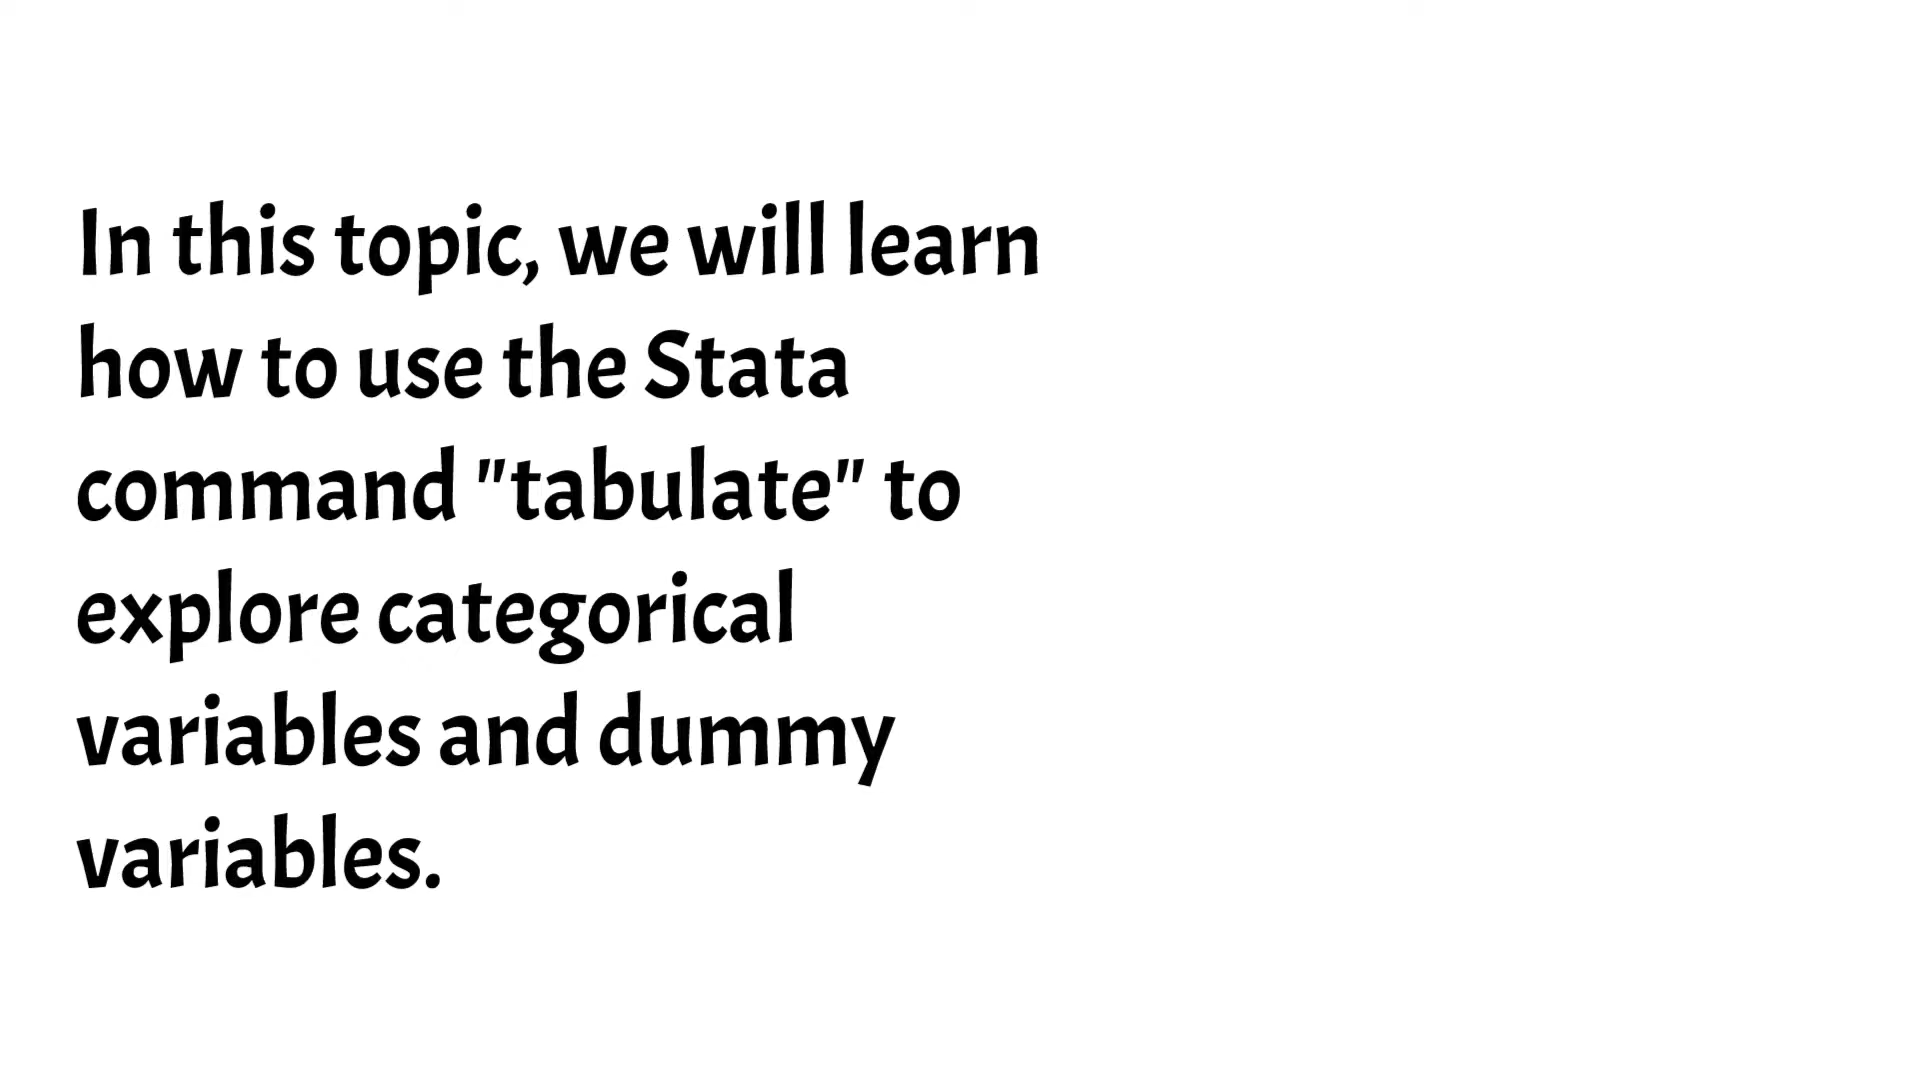 In this topic, we will learn
how to use the Stata
command "tabulate" to
explore categorical
variables and dummy
variables.